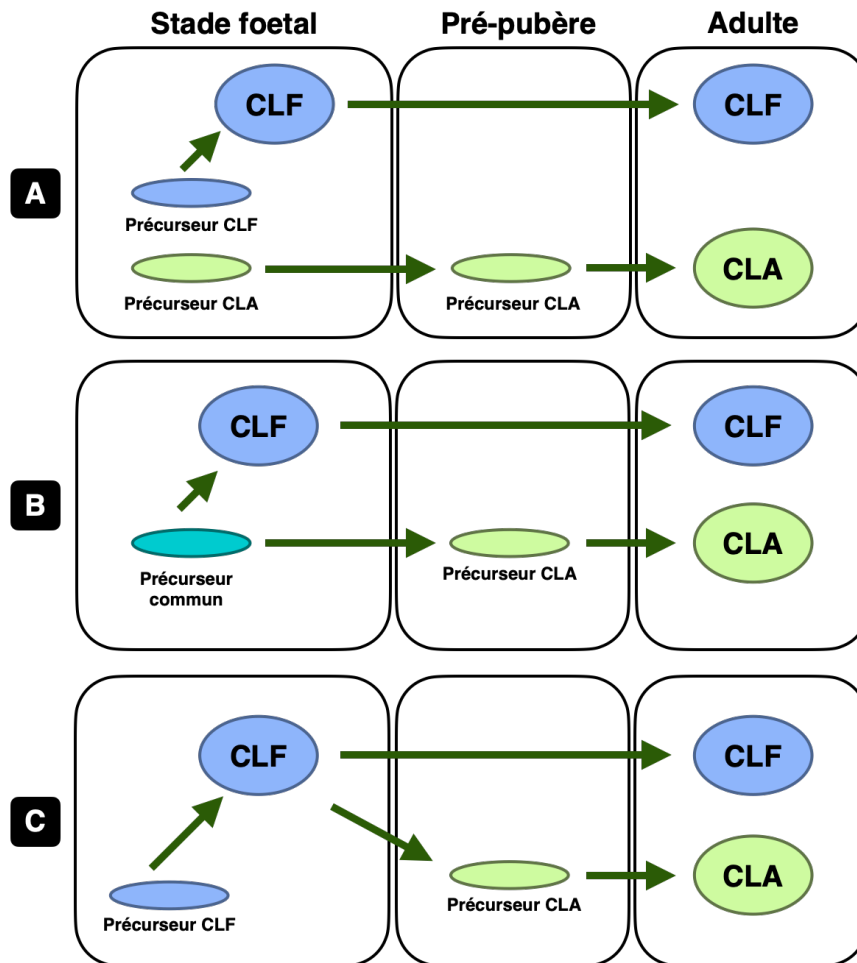 Stade foetal Pré-pubère Adulte
A
CLF CLF
Précurseur CLF
CLA
Précurseur CLA Précurseur CLA
B
CLF CLF
CLA
Précurseur
commun
Précurseur CLA
C
CLF CLF
CLA
Précurseur CLF
Précurseur CLA